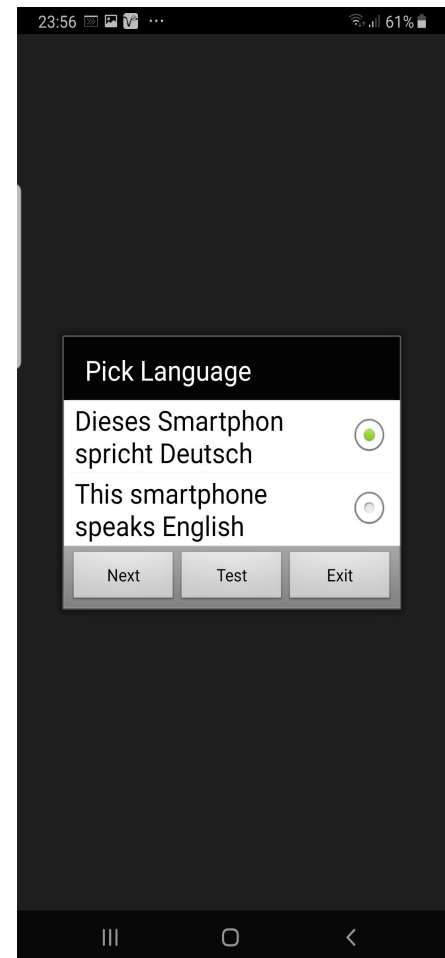 23:56 ... 61%
Pick Language
Dieses Smartphon
spricht Deutsch
This smartphone
speaks English
Next Test Exit